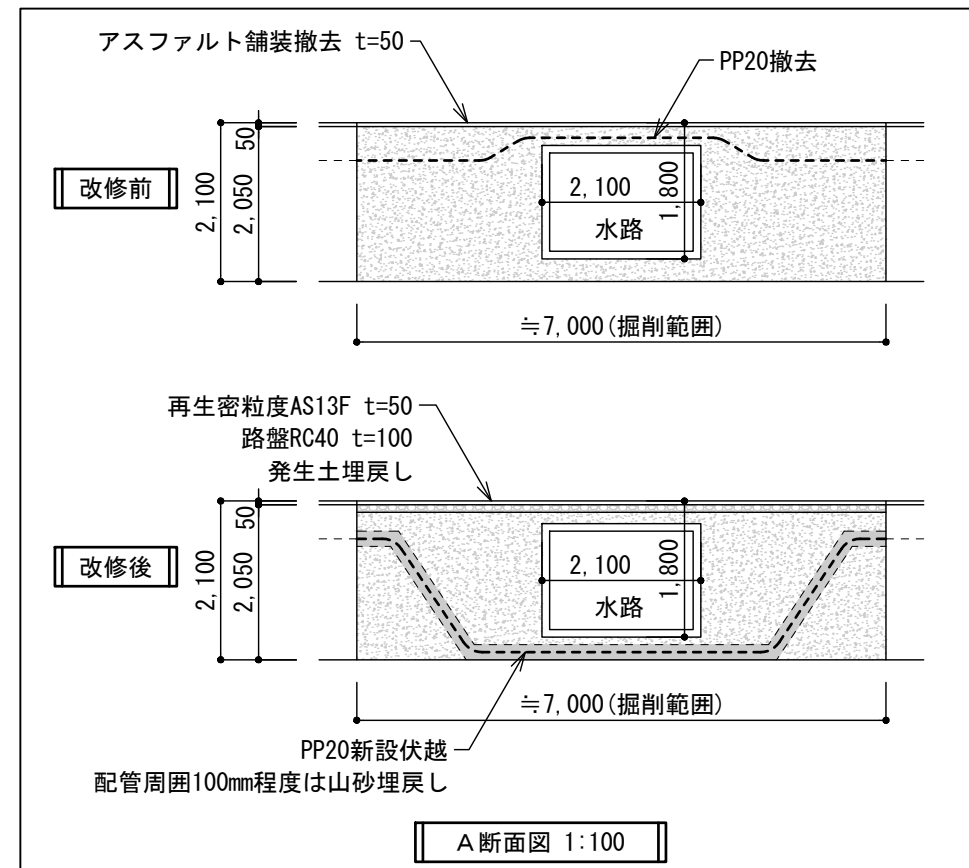 アスファルト舗装撤去 t=50
PP20撤去
改修前
2,100
2,050
50
2,100
1,800
水路
≒7,000(掘削範囲)
再生密粒度AS13F t=50
路盤RC40 t=100
発生土埋戻し
改修後
2,100
2,050
50
2,100
1,800
水路
≒7,000(掘削範囲)
PP20新設伏越
配管周囲100mm程度は山砂埋戻し
A断面図 1:100